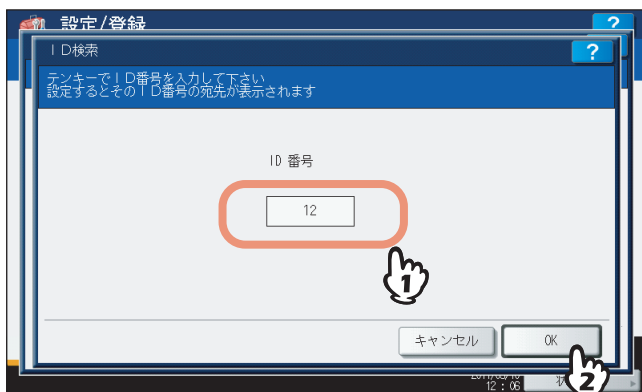 設定/登録
?
ID検索
?
テンキーでID番号を入力して下さい
設定するとそのID番号の宛先が表示されます
ID 番号
12
1
キャンセル
OK
2
12:06